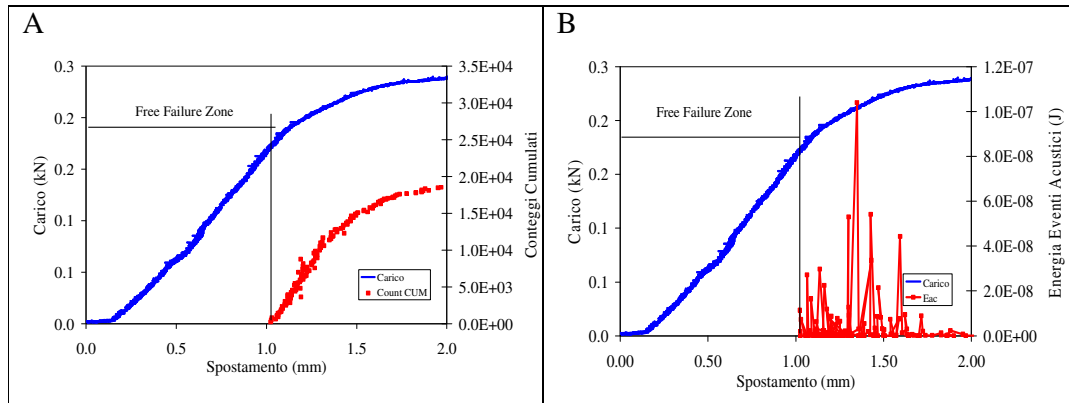 A
0.3
0.2
0.2
0.1
0.1
0.0
Carico (kN)
Free Failure Zone
3.5E+04
3.0E+04
2.5E+04
2.0E+04
1.5E+04
1.0E+04
5.0E+03
0.0E+00
Conteggi Cumulati
Carico
Count CUM
0.0
0.5
1.0
1.5
2.0
Spostamento (mm)
B
0.3
0.2
0.2
0.1
0.1
0.0
Carico (kN)
Free Failure Zone
1.2E-07
1.0E-07
8.0E-08
6.0E-08
4.0E-08
2.0E-08
0.0E+00
Energia Eventi Acustici (J)
Carico
Eac
0.00
0.50
1.00
1.50
2.00
Spostamento (mm)